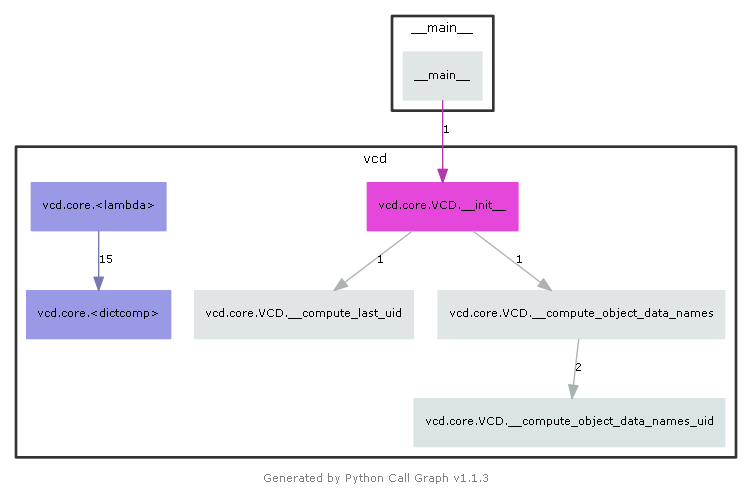 __main__
__main__
1
vcd
vcd.core.<lambda>
vcd.core.VCD.__init__
15
1
1
vcd.core.<dictcomp>
vcd.core.VCD.__compute_last_uid
vcd.core.VCD.__compute_object_data_names
2
vcd.core.VCD.__compute_object_data_names_uid
Generated by Python Call Graph v1.1.3